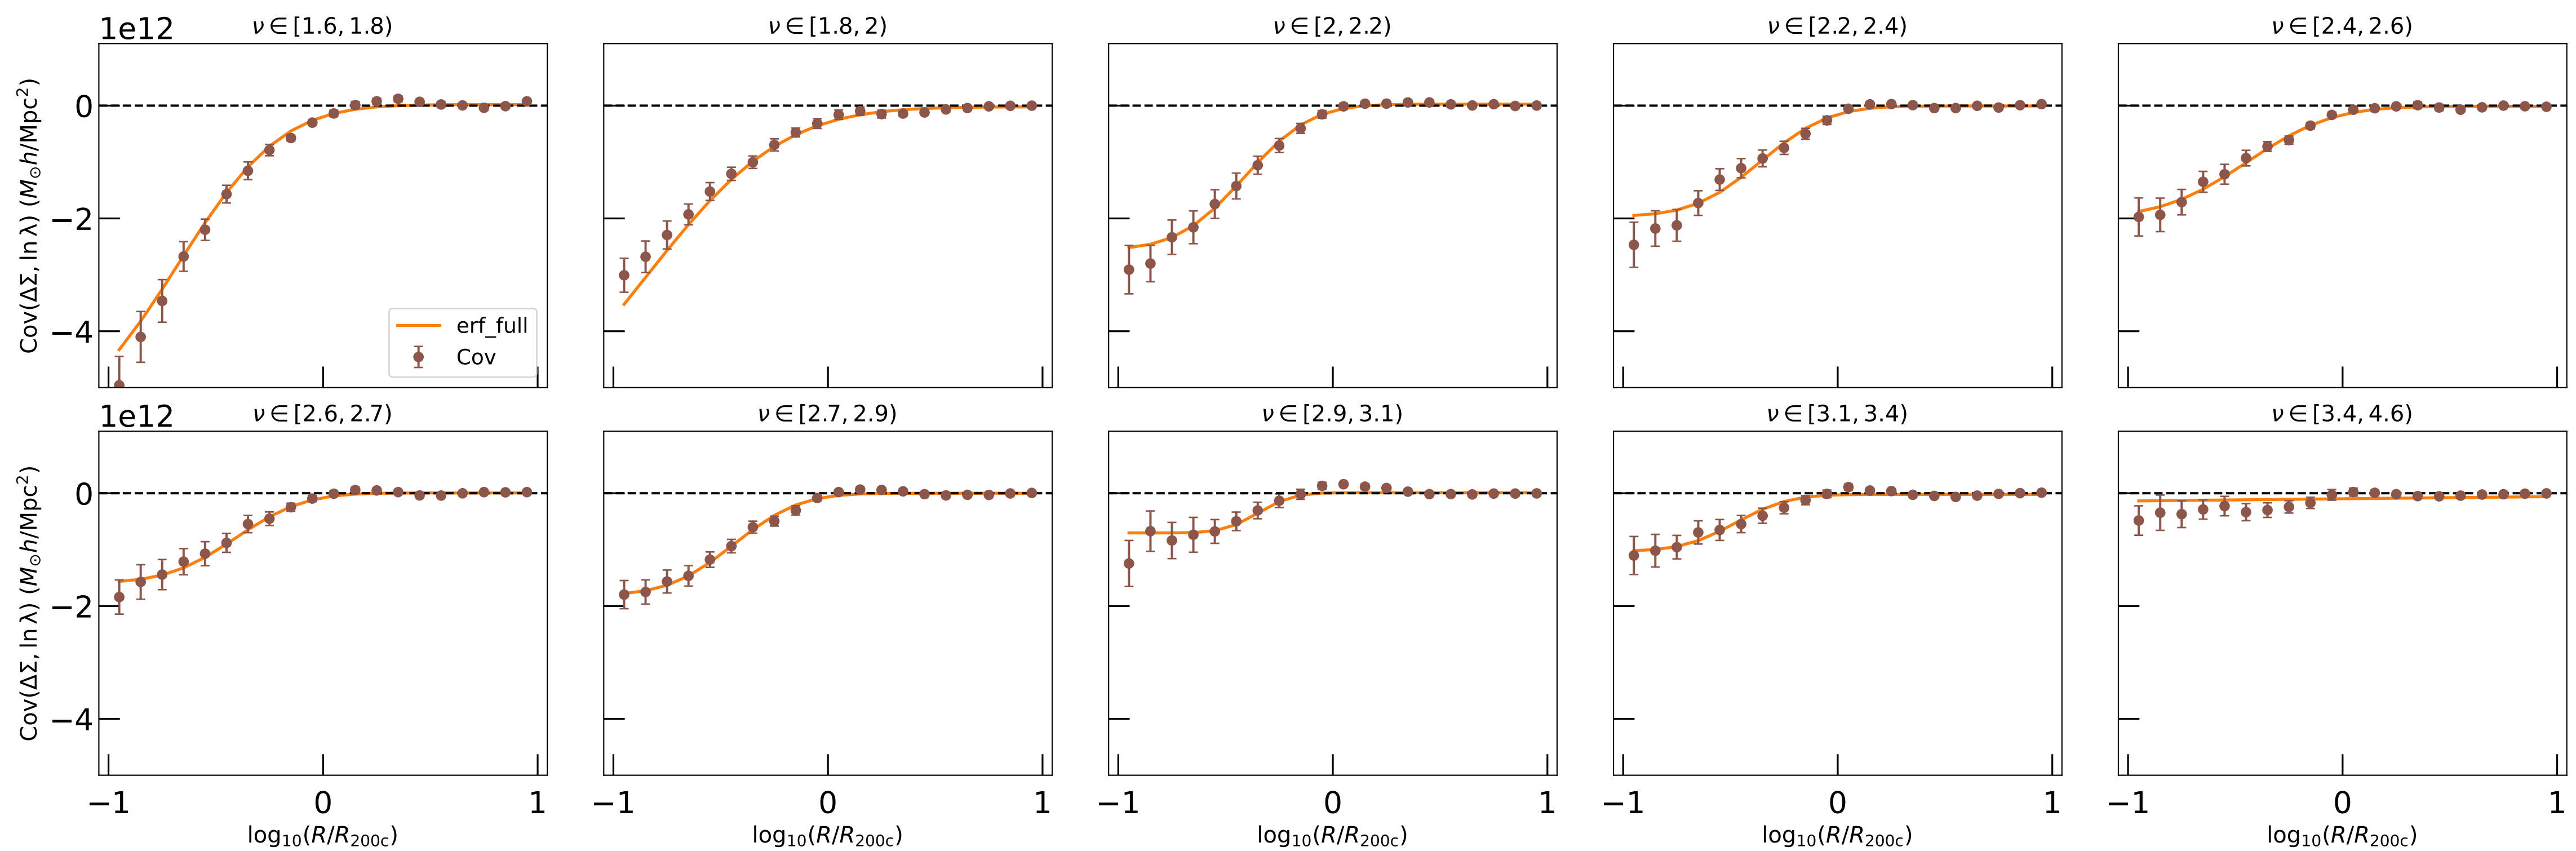 1e12
ν ∈ [1.6, 1.8)
ν ∈ [1.8, 2)
ν ∈ [2, 2.2)
ν ∈ [2.2, 2.4)
ν ∈ [2.4, 2.6)
Cov(ΔΣ, ln λ) (M⊙h/Mpc²)
0
−2
−4
erf_full
Cov
1e12
ν ∈ [2.6, 2.7)
ν ∈ [2.7, 2.9)
ν ∈ [2.9, 3.1)
ν ∈ [3.1, 3.4)
ν ∈ [3.4, 4.6)
Cov(ΔΣ, ln λ) (M⊙h/Mpc²)
0
−2
−4
−1 0 1
−1 0 1
−1 0 1
−1 0 1
−1 0 1
log₁₀(R/R₂₀₀c)
log₁₀(R/R₂₀₀c)
log₁₀(R/R₂₀₀c)
log₁₀(R/R₂₀₀c)
log₁₀(R/R₂₀₀c)